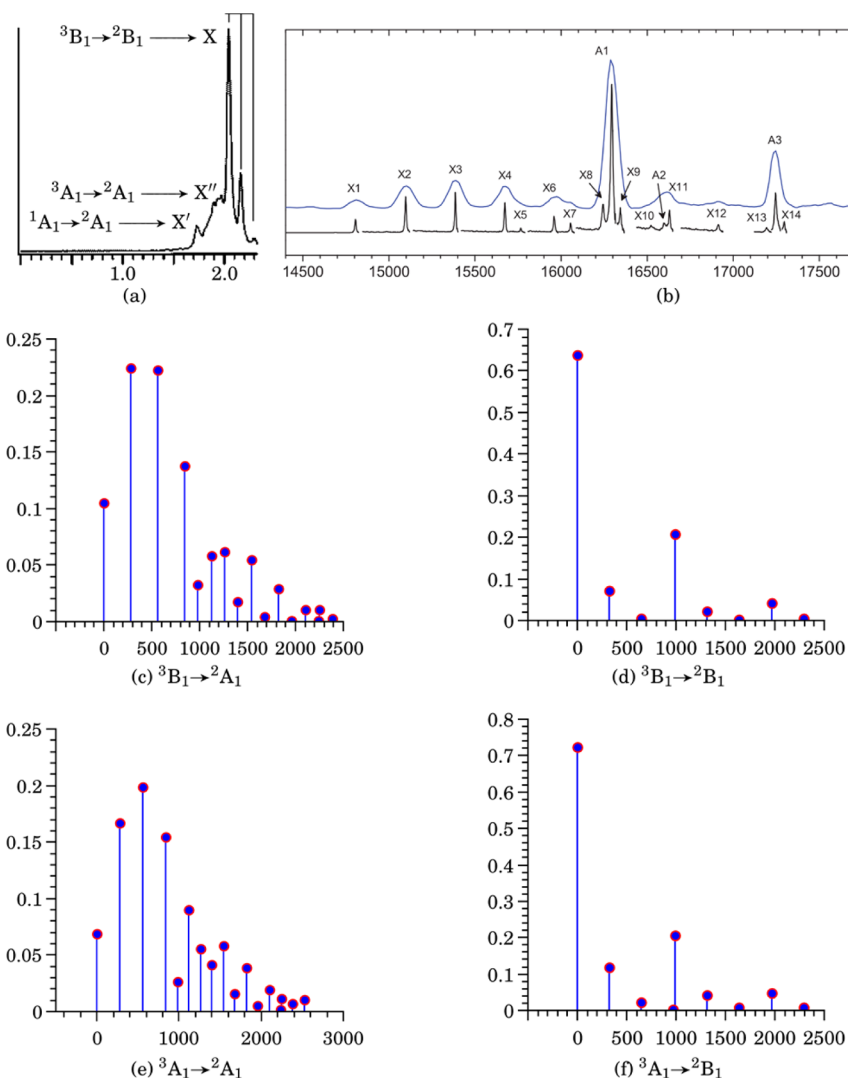 ³B₁→²B₁ ⟶ X
³A₁→²A₁ ⟶ X″
¹A₁→²A₁ ⟶ X′
1.0 2.0
(a)
A1
A3
X1 X2 X3 X4 X5 X6 X7 X8 X9 A2 X10 X11 X12 X13 X14
14500 15000 15500 16000 16500 17000 17500
(b)
0.25
0.2
0.15
0.1
0.05
0
0 500 1000 1500 2000 2500
(c) ³B₁→²A₁
0.7
0.6
0.5
0.4
0.3
0.2
0.1
0
0 500 1000 1500 2000 2500
(d) ³B₁→²B₁
0.25
0.2
0.15
0.1
0.05
0
0 1000 2000 3000
(e) ³A₁→²A₁
0.8
0.7
0.6
0.5
0.4
0.3
0.2
0.1
0
0 500 1000 1500 2000 2500
(f) ³A₁→²B₁